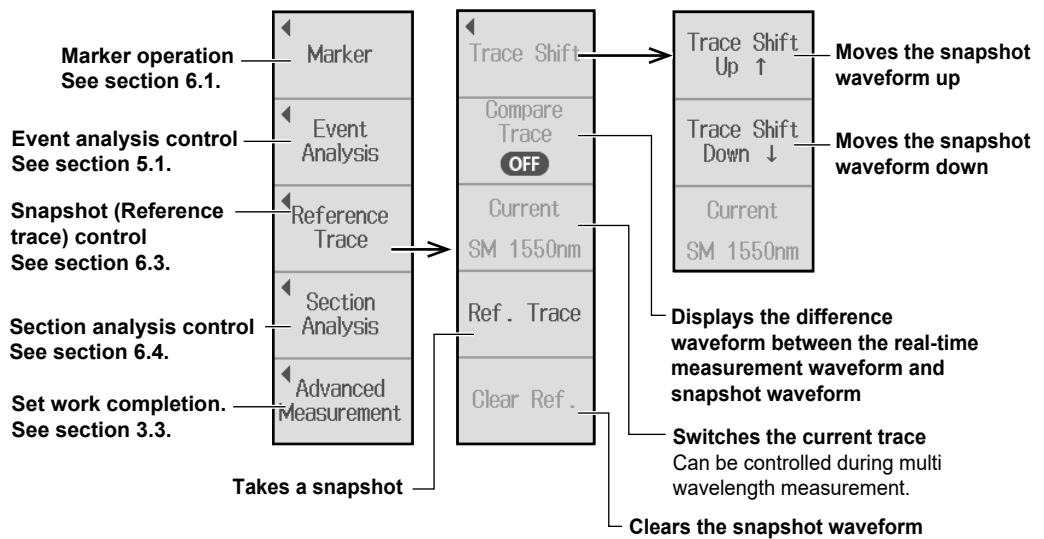 Marker operation
See section 6.1.
Event analysis control
See section 5.1.
Snapshot (Reference
trace) control
See section 6.3.
Section analysis control
See section 6.4.
Set work completion.
See section 3.3.
Marker
Event
Analysis
Reference
Trace
Section
Analysis
Advanced
Measurement
Trace Shift
Compare
Trace
OFF
Current
SM 1550nm
Ref. Trace
Clear Ref.
Trace Shift
Up ↑
Trace Shift
Down ↓
Current
SM 1550nm
Moves the snapshot
waveform up
Moves the snapshot
waveform down
Displays the difference
waveform between the real-time
measurement waveform and
snapshot waveform
Switches the current trace
Can be controlled during multi
wavelength measurement.
Takes a snapshot
Clears the snapshot waveform